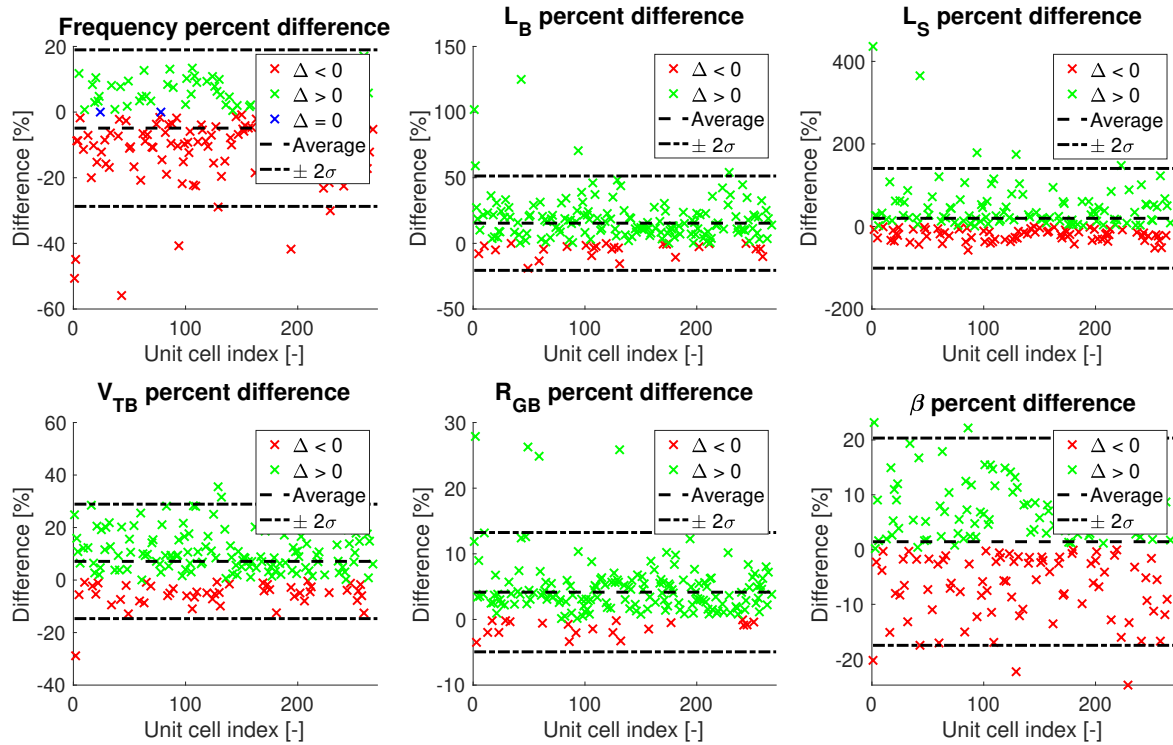 Frequency percent difference
Difference [%]
20
0
-20
-40
-60
0
100
200
Unit cell index [-]
Δ < 0
Δ > 0
Δ = 0
Average
± 2σ
L_B percent difference
Difference [%]
150
100
50
0
-50
0
100
200
Unit cell index [-]
Δ < 0
Δ > 0
Average
± 2σ
L_S percent difference
Difference [%]
400
200
0
-200
0
100
200
Unit cell index [-]
Δ < 0
Δ > 0
Average
± 2σ
V_TB percent difference
Difference [%]
60
40
20
0
-20
-40
0
100
200
Unit cell index [-]
Δ < 0
Δ > 0
Average
± 2σ
R_GB percent difference
Difference [%]
30
20
10
0
-10
0
100
200
Unit cell index [-]
Δ < 0
Δ > 0
Average
± 2σ
β percent difference
Difference [%]
20
10
0
-10
-20
0
100
200
Unit cell index [-]
Δ < 0
Δ > 0
Average
± 2σ